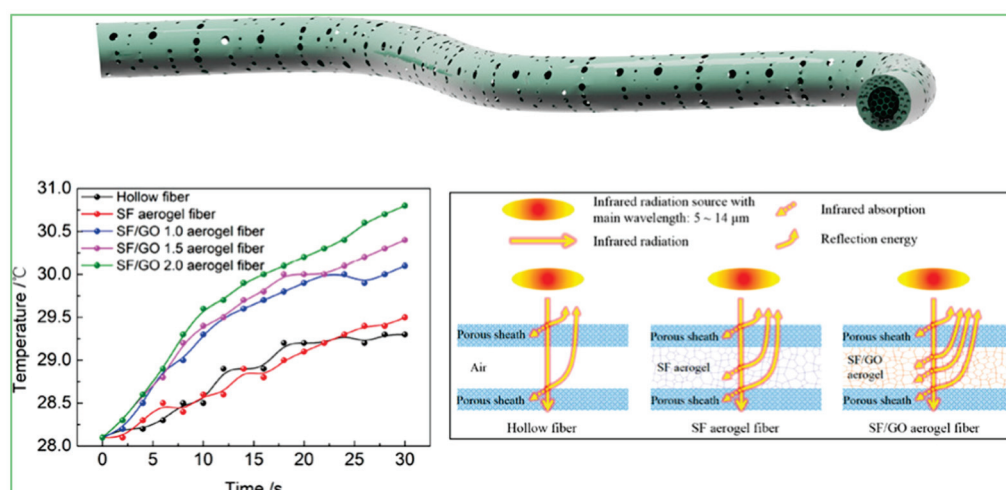 31.0
30.5
30.0
29.5
29.0
28.5
28.0
Temperature /℃
Hollow fiber
SF aerogel fiber
SF/GO 1.0 aerogel fiber
SF/GO 1.5 aerogel fiber
SF/GO 2.0 aerogel fiber
0 5 10 15 20 25 30
Time /s
Infrared radiation source with
main wavelength: 5 ~ 14 μm
Infrared radiation
Infrared absorption
Reflection energy
Porous sheath
Air
Porous sheath
Hollow fiber
Porous sheath
SF aerogel
Porous sheath
SF aerogel fiber
Porous sheath
SF/GO
aerogel
Porous sheath
SF/GO aerogel fiber